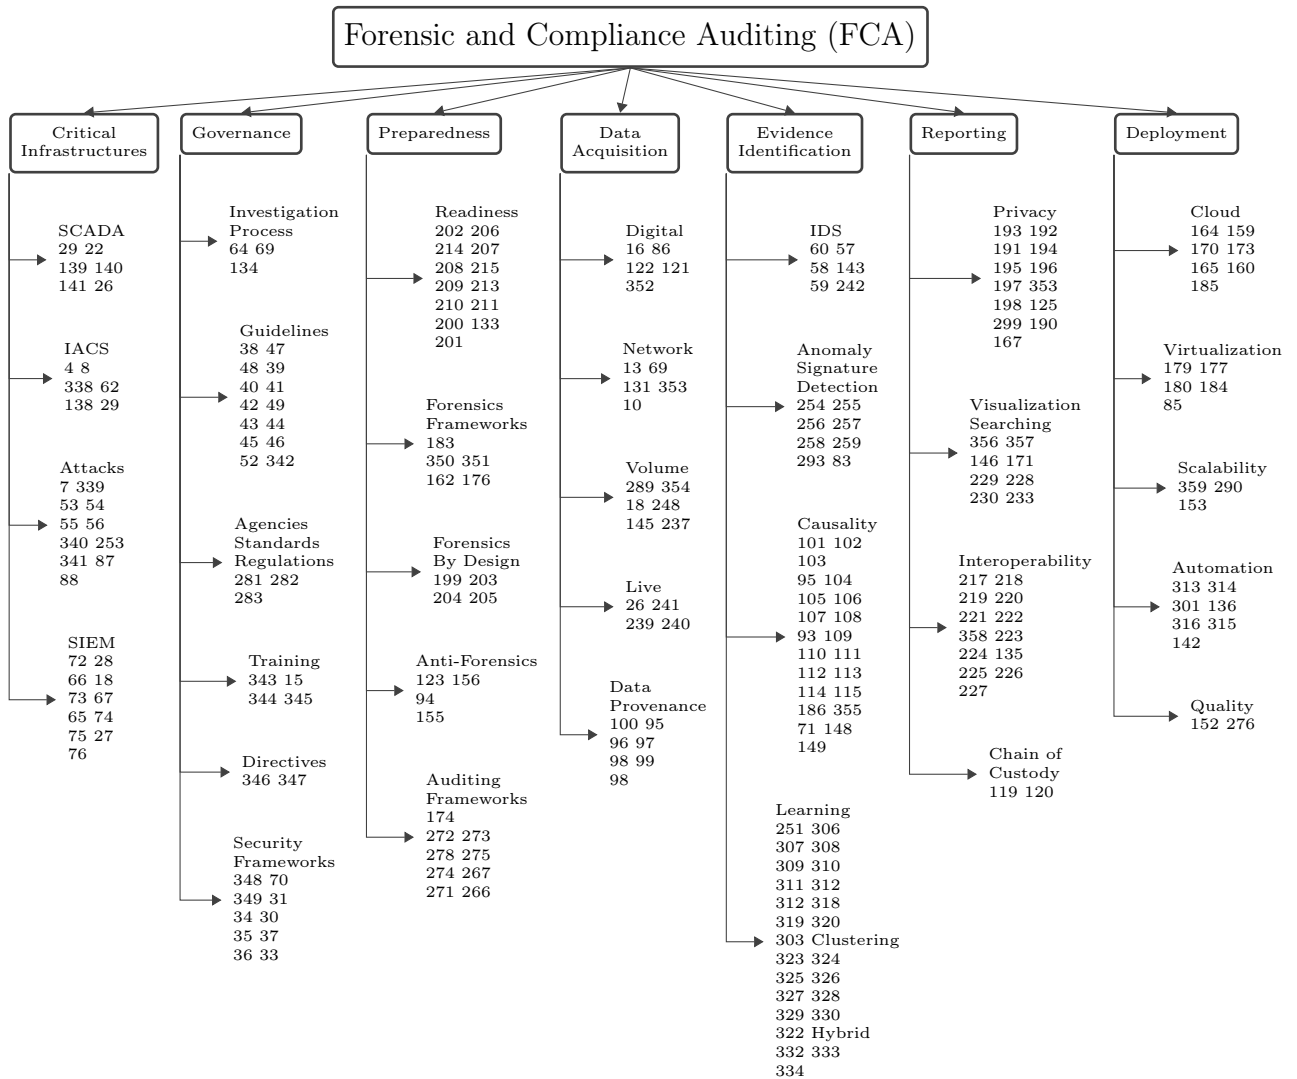 Forensic and Compliance Auditing (FCA)
Critical
Infrastructures
SCADA
29 22
139 140
141 26
IACS
4 8
338 62
138 29
Attacks
7 339
53 54
55 56
340 253
341 87
88
SIEM
72 28
66 18
73 67
65 74
75 27
76
Governance
Investigation
Process
64 69
134
Guidelines
38 47
48 39
40 41
42 49
43 44
45 46
52 342
Agencies
Standards
Regulations
281 282
283
Training
343 15
344 345
Directives
346 347
Security
Frameworks
348 70
349 31
34 30
35 37
36 33
Preparedness
Readiness
202 206
214 207
208 215
209 213
210 211
200 133
201
Forensics
Frameworks
183
350 351
162 176
Forensics
By Design
199 203
204 205
Anti-Forensics
123 156
94
155
Auditing
Frameworks
174
272 273
278 275
274 267
271 266
Data
Acquisition
Digital
16 86
122 121
352
Network
13 69
131 353
10
Volume
289 354
18 248
145 237
Live
26 241
239 240
Data
Provenance
100 95
96 97
98 99
98
Evidence
Identification
IDS
60 57
58 143
59 242
Anomaly
Signature
Detection
254 255
256 257
258 259
293 83
Causality
101 102
103
95 104
105 106
107 108
93 109
110 111
112 113
114 115
186 355
71 148
149
Learning
251 306
307 308
309 310
311 312
312 318
319 320
303 Clustering
323 324
325 326
327 328
329 330
322 Hybrid
332 333
334
Reporting
Privacy
193 192
191 194
195 196
197 353
198 125
299 190
167
Visualization
Searching
356 357
146 171
229 228
230 233
Interoperability
217 218
219 220
221 222
358 223
224 135
225 226
227
Chain of
Custody
119 120
Deployment
Cloud
164 159
170 173
165 160
185
Virtualization
179 177
180 184
85
Scalability
359 290
153
Automation
313 314
301 136
316 315
142
Quality
152 276